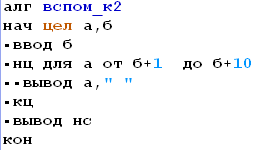 алг вспом_к2
нач цел а,б
▪ввод б
▪нц для а от б+1  до б+10
▪▪вывод а," "
▪кц
▪вывод нс
кон